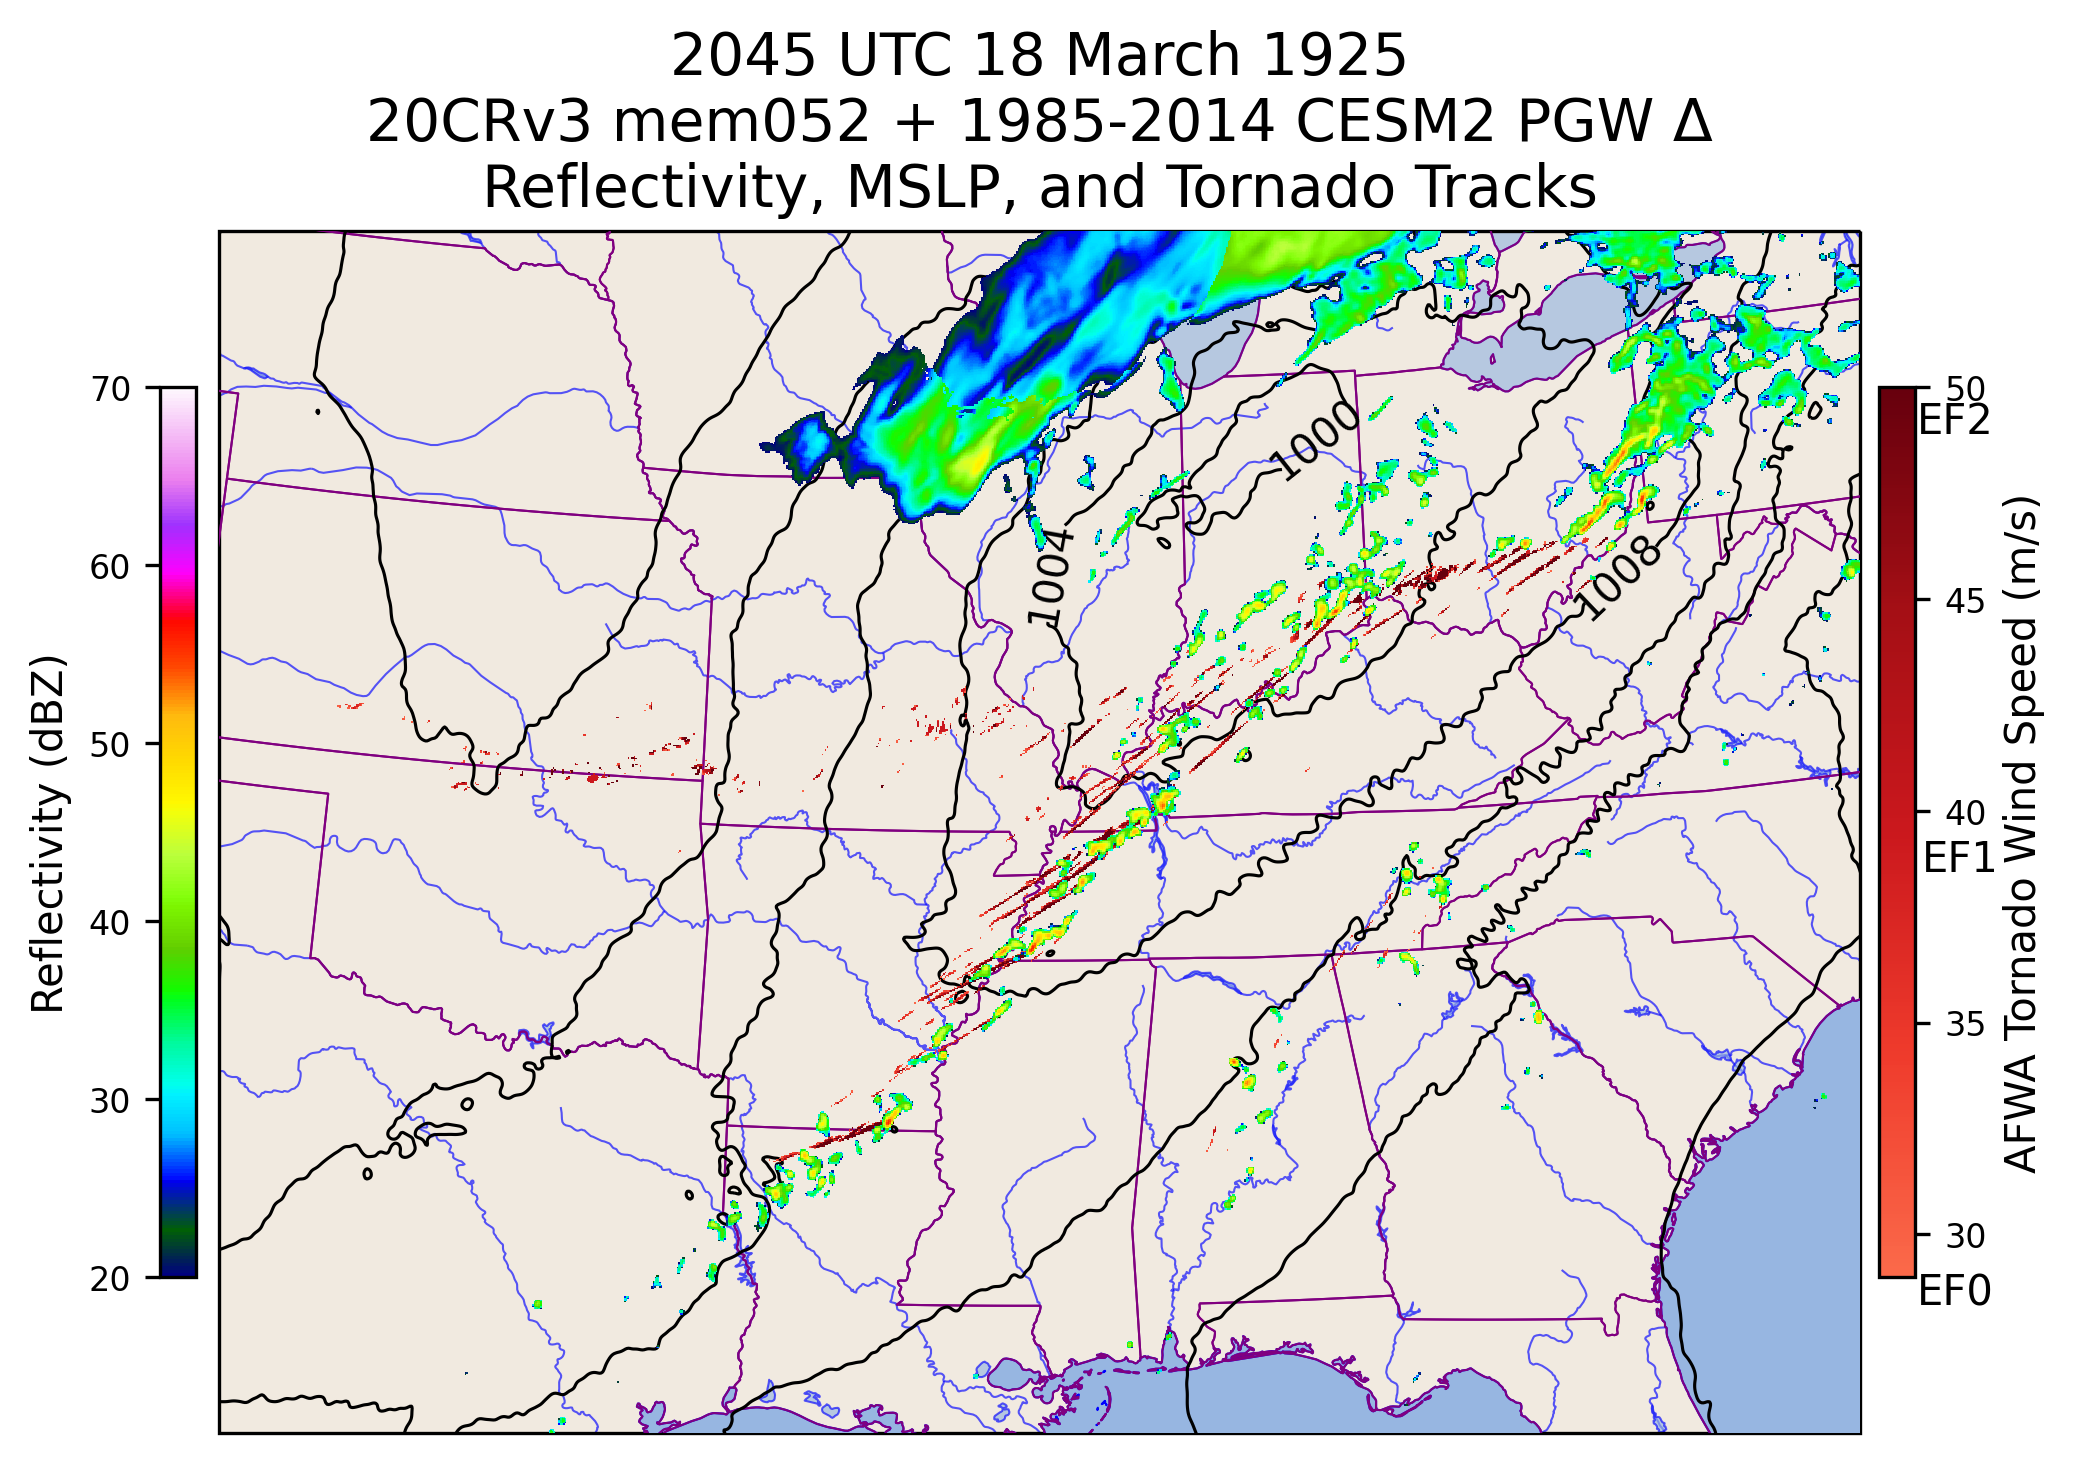 2045 UTC 18 March 1925
20CRv3 mem052 + 1985-2014 CESM2 PGW Δ
Reflectivity, MSLP, and Tornado Tracks
70
60
50
40
30
20
Reflectivity (dBZ)
1000
1004
1008
50
EF2
45
40
EF1
35
30
EF0
AFWA Tornado Wind Speed (m/s)